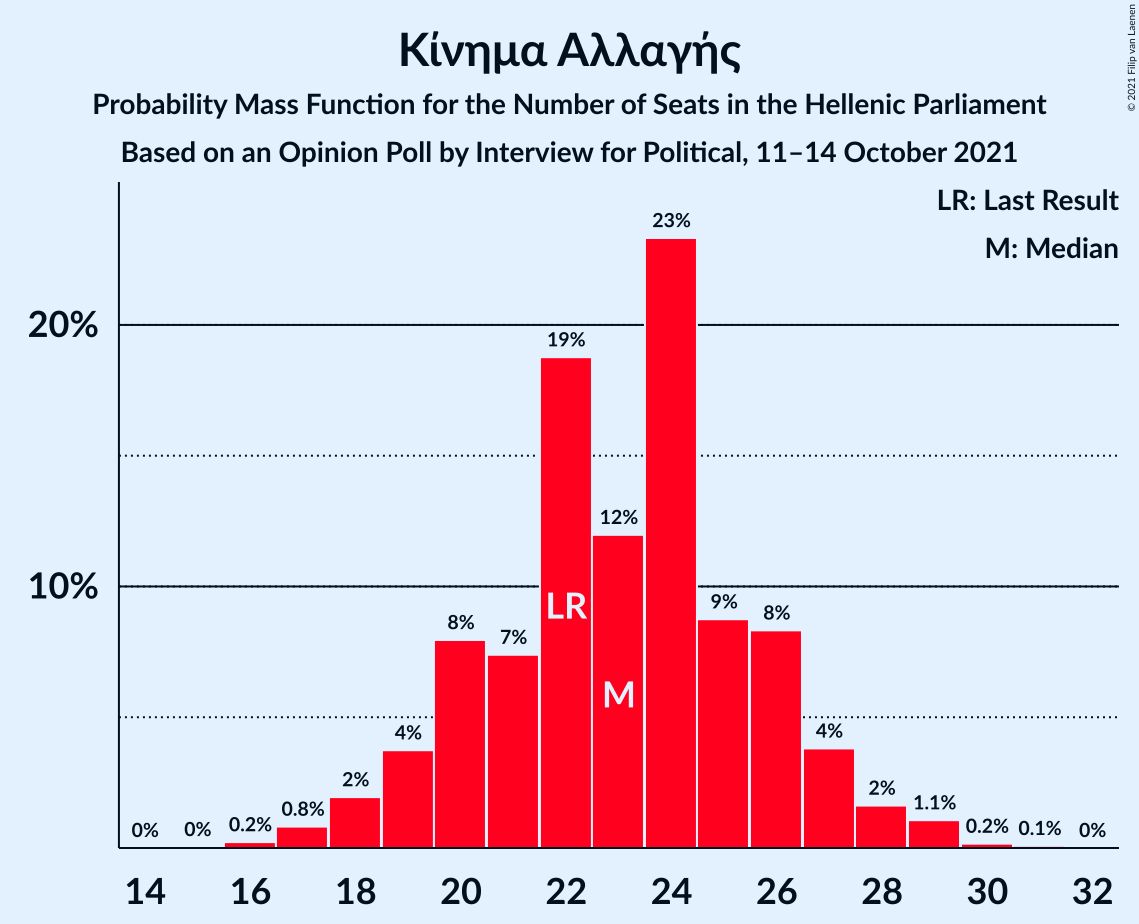 Κίνημα Αλλαγής
Probability Mass Function for the Number of Seats in the Hellenic Parliament
Based on an Opinion Poll by Interview for Political, 11–14 October 2021
© 2021 Filip van Laenen
LR: Last Result
M: Median
20%
10%
0%
0%
0.2%
0.8%
2%
4%
8%
7%
19%
12%
23%
9%
8%
4%
2%
1.1%
0.2%
0.1%
0%
LR
M
14 16 18 20 22 24 26 28 30 32